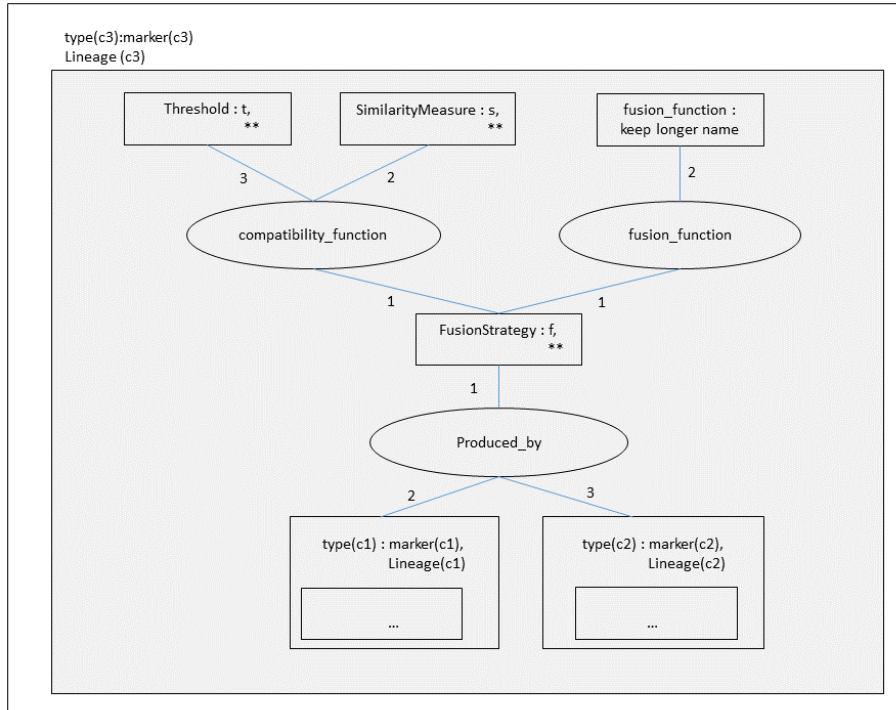 type(c3):marker(c3)
Lineage (c3)
Threshold : t,
**
SimilarityMeasure : s,
**
fusion_function :
keep longer name
3
2
2
compatibility_function
fusion_function
1
1
FusionStrategy : f,
**
1
Produced_by
2
3
type(c1) : marker(c1),
Lineage(c1)
...
type(c2) : marker(c2),
Lineage(c2)
...